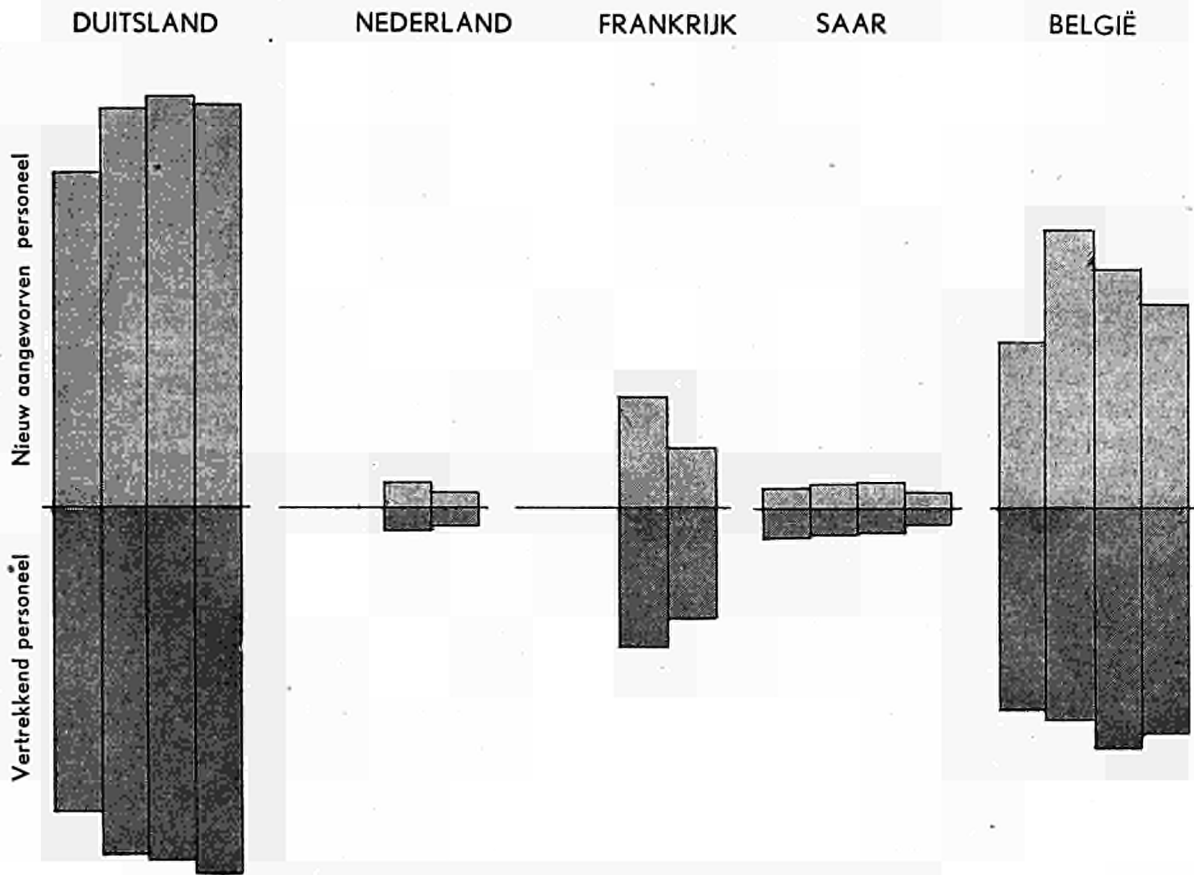 DUITSLAND NEDERLAND FRANKRIJK SAAR BELGIË
Nieuw aangeworven personeel
Vertrekkend personeel